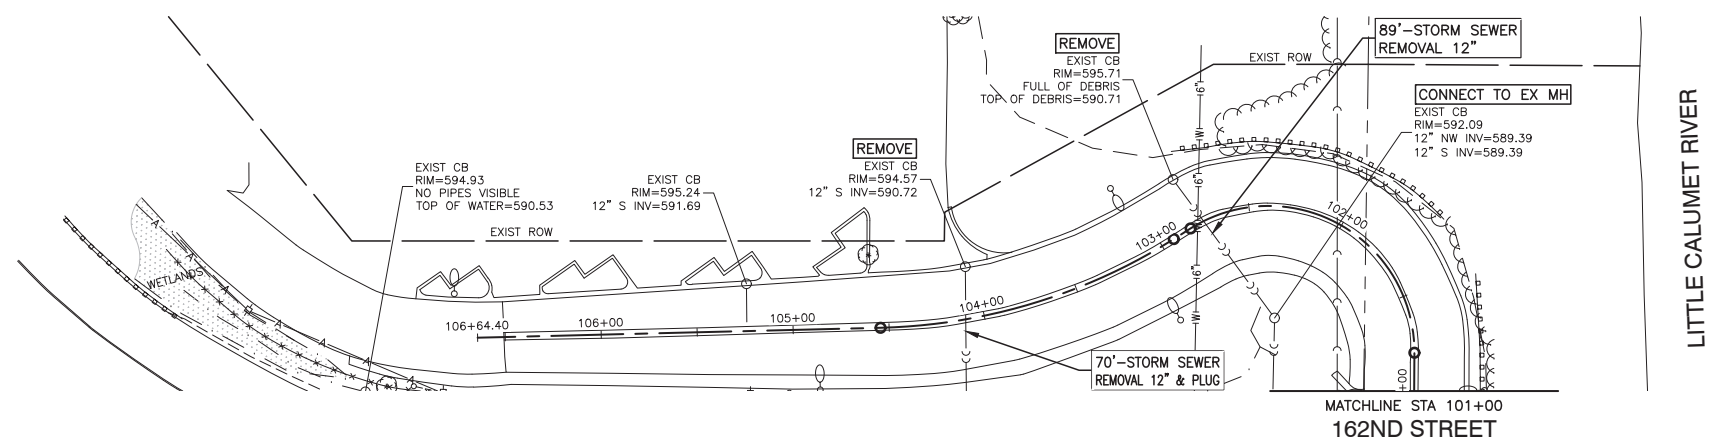 89'-STORM SEWER
REMOVAL 12"
REMOVE
EXIST CB
RIM=595.71
FULL OF DEBRIS
TOP OF DEBRIS=590.71
EXIST ROW
CONNECT TO EX MH
EXIST CB
RIM=592.09
12" NW INV=589.39
12" S INV=589.39
LITTLE CALUMET RIVER
REMOVE
EXIST CB
RIM=594.57
12" S INV=590.72
EXIST CB
RIM=594.93
NO PIPES VISIBLE
TOP OF WATER=590.53
EXIST CB
RIM=595.24
12" S INV=591.69
EXIST ROW
6"
W
6"
6"
W
A
A
A
A
A
A
WETLANDS
106+64.40
106+00
105+00
104+00
103+00
102+00
+00
70'-STORM SEWER
REMOVAL 12" & PLUG
MATCHLINE STA 101+00
162ND STREET